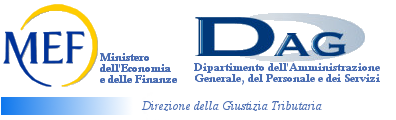 MEF
Ministero
dell'Economia
e delle Finanze
DAG
Dipartimento dell'Amministrazione
Generale, del Personale e dei Servizi
Direzione della Giustizia Tributaria